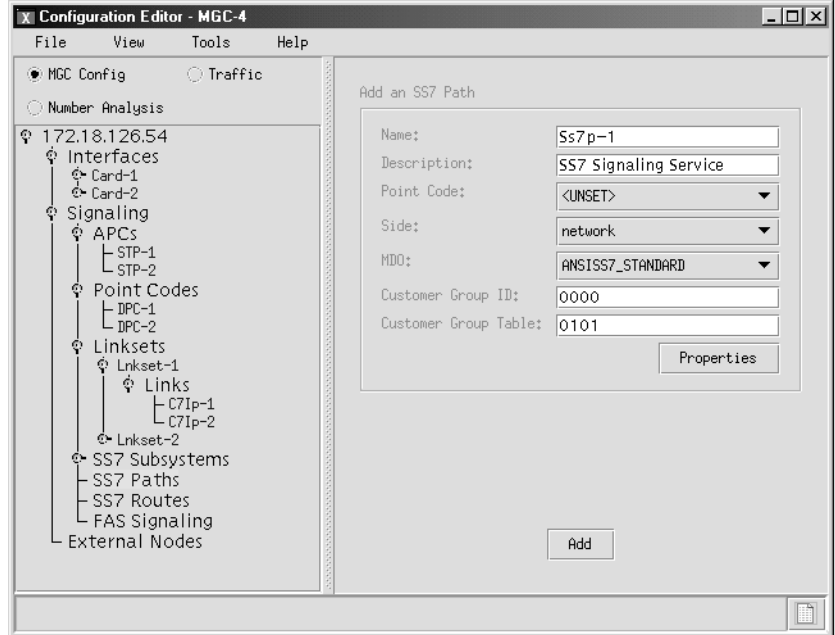 Configuration Editor - MGC-4
File View Tools Help
MGC Config Traffic
Number Analysis
172.18.126.54
Interfaces
Card-1
Card-2
Signaling
APCs
STP-1
STP-2
Point Codes
DPC-1
DPC-2
Linksets
Lnkset-1
Links
C7Ip-1
C7Ip-2
Lnkset-2
SS7 Subsystems
SS7 Paths
SS7 Routes
FAS Signaling
External Nodes
Add an SS7 Path
Name: Ss7p-1
Description: SS7 Signaling Service
Point Code: <UNSET>
Side: network
MDO: ANSISS7_STANDARD
Customer Group ID: 0000
Customer Group Table: 0101
Properties
Add